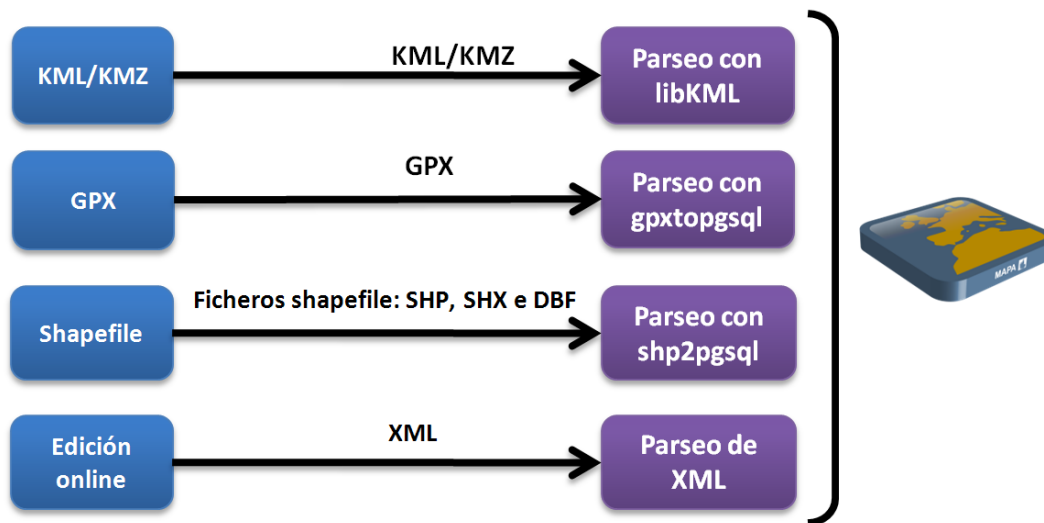 KML/KMZ
KML/KMZ
Parseo con
libKML
GPX
GPX
Parseo con
gpxtopgsql
Shapefile
Ficheros shapefile: SHP, SHX e DBF
Parseo con
shp2pgsql
Edición
online
XML
Parseo de
XML
MAPA